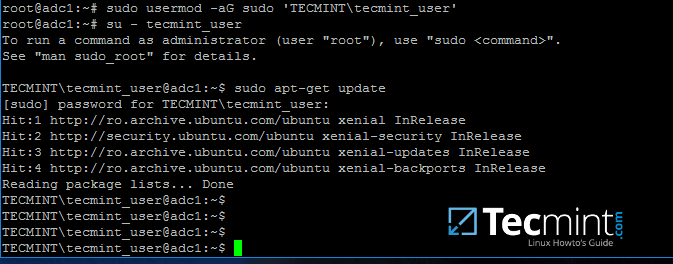 root@adc1:~# sudo usermod -aG sudo 'TECMINT\tecmint_user'
root@adc1:~# su - tecmint_user
To run a command as administrator (user "root"), use "sudo <command>".
See "man sudo_root" for details.
TECMINT\tecmint_user@adc1:~$ sudo apt-get update
[sudo] password for TECMINT\tecmint_user:
Hit:1 http://ro.archive.ubuntu.com/ubuntu xenial InRelease
Hit:2 http://security.ubuntu.com/ubuntu xenial-security InRelease
Hit:3 http://ro.archive.ubuntu.com/ubuntu xenial-updates InRelease
Hit:4 http://ro.archive.ubuntu.com/ubuntu xenial-backports InRelease
Reading package lists... Done
TECMINT\tecmint_user@adc1:~$
TECMINT\tecmint_user@adc1:~$
TECMINT\tecmint_user@adc1:~$
TECMINT\tecmint_user@adc1:~$
Tecmint.com
Linux Howto's Guide